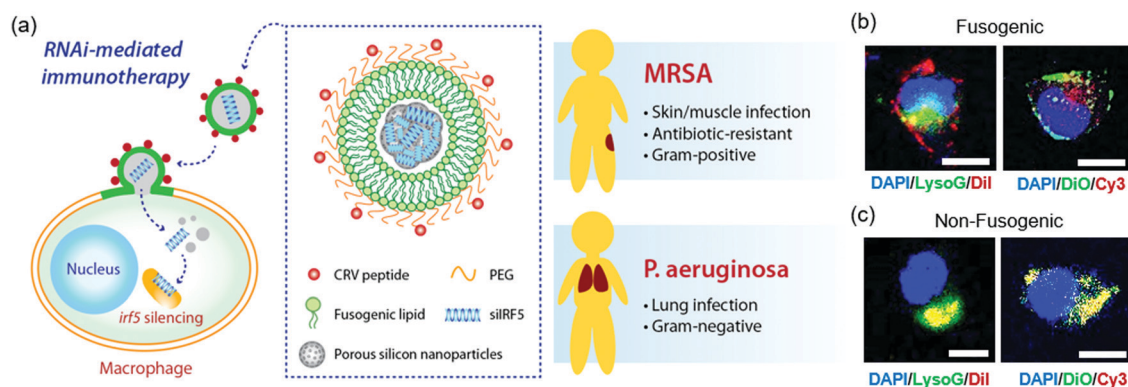 (a)
RNAi-mediated
immunotherapy
Nucleus
irf5 silencing
Macrophage
CRV peptide
PEG
Fusogenic lipid
siIRF5
Porous silicon nanoparticles
MRSA
• Skin/muscle infection
• Antibiotic-resistant
• Gram-positive
P. aeruginosa
• Lung infection
• Gram-negative
(b)
Fusogenic
DAPI/LysoG/DiI
DAPI/DiO/Cy3
(c)
Non-Fusogenic
DAPI/LysoG/DiI
DAPI/DiO/Cy3